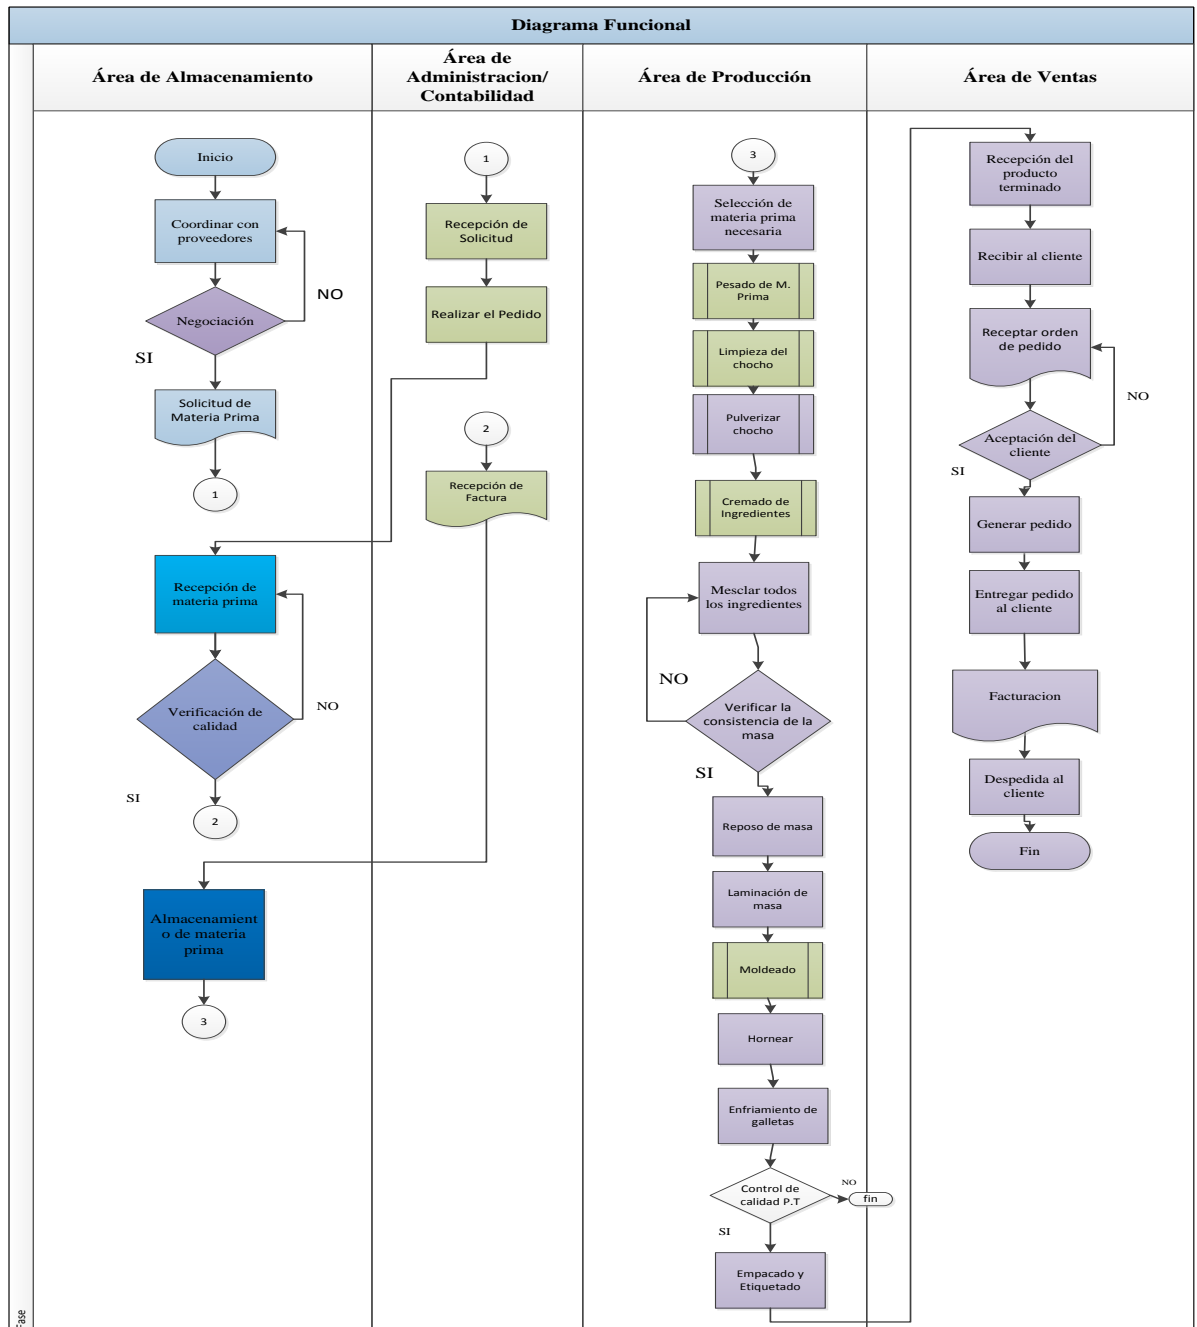 Diagrama Funcional
Fase
Área de Almacenamiento
Área de
Administracion/
Contabilidad
Área de Producción
Área de Ventas
Inicio
Coordinar con
proveedores
NO
Negociación
SI
Solicitud de
Materia Prima
1
Recepción de
materia prima
NO
Verificación de
calidad
SI
2
Almacenamient
o de materia
prima
3
1
Recepción de
Solicitud
Realizar el Pedido
2
Recepción de
Factura
3
Selección de
materia prima
necesaria
Pesado de M.
Prima
Limpieza del
chocho
Pulverizar
chocho
Cremado de
Ingredientes
Mesclar todos
los ingredientes
NO
Verificar la
consistencia de la
masa
SI
Reposo de masa
Laminación de
masa
Moldeado
Hornear
Enfriamiento de
galletas
Control de
calidad P.T
NO
fin
SI
Empacado y
Etiquetado
Recepción del
producto
terminado
Recibir al cliente
Receptar orden
de pedido
NO
Aceptación del
cliente
SI
Generar pedido
Entregar pedido
al cliente
Facturacion
Despedida al
cliente
Fin